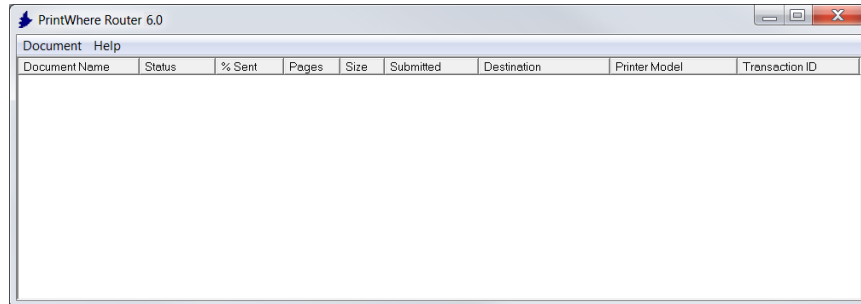 PrintWhere Router 6.0
Document Help
Document Name Status % Sent Pages Size Submitted Destination Printer Model Transaction ID